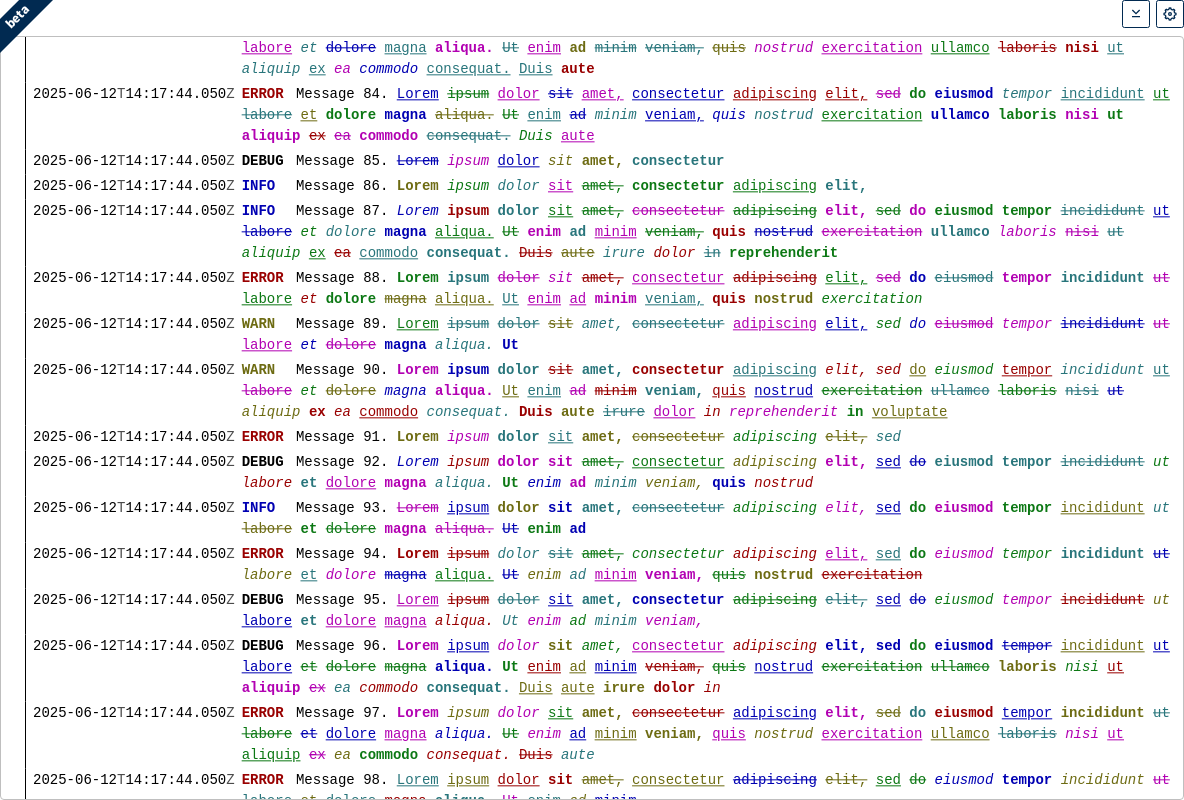 beta
labore et dolore magna aliqua. Ut enim ad minim veniam, quis nostrud exercitation ullamco laboris nisi ut
aliquip ex ea commodo consequat. Duis aute
2025-06-12T14:17:44.050Z ERROR Message 84. Lorem ipsum dolor sit amet, consectetur adipiscing elit, sed do eiusmod tempor incididunt ut
labore et dolore magna aliqua. Ut enim ad minim veniam, quis nostrud exercitation ullamco laboris nisi ut
aliquip ex ea commodo consequat. Duis aute
2025-06-12T14:17:44.050Z DEBUG Message 85. Lorem ipsum dolor sit amet, consectetur
2025-06-12T14:17:44.050Z INFO Message 86. Lorem ipsum dolor sit amet, consectetur adipiscing elit,
2025-06-12T14:17:44.050Z INFO Message 87. Lorem ipsum dolor sit amet, consectetur adipiscing elit, sed do eiusmod tempor incididunt ut
labore et dolore magna aliqua. Ut enim ad minim veniam, quis nostrud exercitation ullamco laboris nisi ut
aliquip ex ea commodo consequat. Duis aute irure dolor in reprehenderit
2025-06-12T14:17:44.050Z ERROR Message 88. Lorem ipsum dolor sit amet, consectetur adipiscing elit, sed do eiusmod tempor incididunt ut
labore et dolore magna aliqua. Ut enim ad minim veniam, quis nostrud exercitation
2025-06-12T14:17:44.050Z WARN Message 89. Lorem ipsum dolor sit amet, consectetur adipiscing elit, sed do eiusmod tempor incididunt ut
labore et dolore magna aliqua. Ut
2025-06-12T14:17:44.050Z WARN Message 90. Lorem ipsum dolor sit amet, consectetur adipiscing elit, sed do eiusmod tempor incididunt ut
labore et dolore magna aliqua. Ut enim ad minim veniam, quis nostrud exercitation ullamco laboris nisi ut
aliquip ex ea commodo consequat. Duis aute irure dolor in reprehenderit in voluptate
2025-06-12T14:17:44.050Z ERROR Message 91. Lorem ipsum dolor sit amet, consectetur adipiscing elit, sed
2025-06-12T14:17:44.050Z DEBUG Message 92. Lorem ipsum dolor sit amet, consectetur adipiscing elit, sed do eiusmod tempor incididunt ut
labore et dolore magna aliqua. Ut enim ad minim veniam, quis nostrud
2025-06-12T14:17:44.050Z INFO Message 93. Lorem ipsum dolor sit amet, consectetur adipiscing elit, sed do eiusmod tempor incididunt ut
labore et dolore magna aliqua. Ut enim ad
2025-06-12T14:17:44.050Z ERROR Message 94. Lorem ipsum dolor sit amet, consectetur adipiscing elit, sed do eiusmod tempor incididunt ut
labore et dolore magna aliqua. Ut enim ad minim veniam, quis nostrud exercitation
2025-06-12T14:17:44.050Z DEBUG Message 95. Lorem ipsum dolor sit amet, consectetur adipiscing elit, sed do eiusmod tempor incididunt ut
labore et dolore magna aliqua. Ut enim ad minim veniam,
2025-06-12T14:17:44.050Z DEBUG Message 96. Lorem ipsum dolor sit amet, consectetur adipiscing elit, sed do eiusmod tempor incididunt ut
labore et dolore magna aliqua. Ut enim ad minim veniam, quis nostrud exercitation ullamco laboris nisi ut
aliquip ex ea commodo consequat. Duis aute irure dolor in
2025-06-12T14:17:44.050Z ERROR Message 97. Lorem ipsum dolor sit amet, consectetur adipiscing elit, sed do eiusmod tempor incididunt ut
labore et dolore magna aliqua. Ut enim ad minim veniam, quis nostrud exercitation ullamco laboris nisi ut
aliquip ex ea commodo consequat. Duis aute
2025-06-12T14:17:44.050Z ERROR Message 98. Lorem ipsum dolor sit amet, consectetur adipiscing elit, sed do eiusmod tempor incididunt ut
labore et dolore magna aliqua. Ut enim ad minim